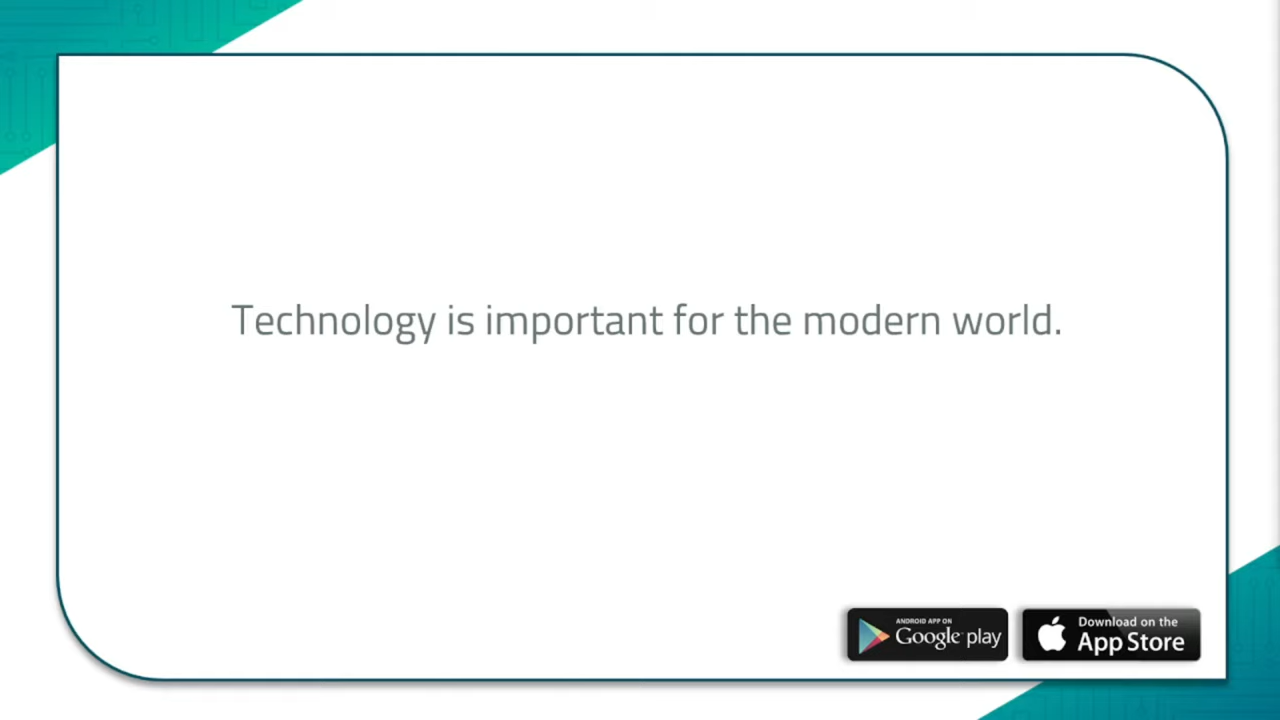 Technology is important for the modern world.
ANDROID APP ON
Google play
Download on the
App Store